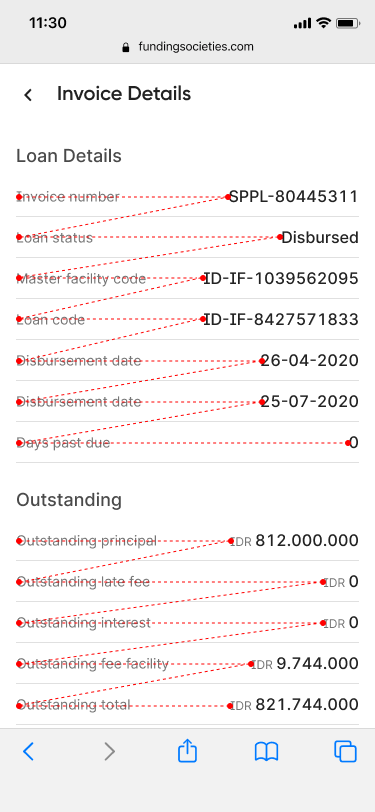 11:30
fundingsocieties.com
Invoice Details
Loan Details
Invoice number SPPL-80445311
Loan status Disbursed
Master facility code ID-IF-1039562095
Loan code ID-IF-8427571833
Disbursement date 26-04-2020
Disbursement date 25-07-2020
Days past due 0
Outstanding
Outstanding principal IDR 812.000.000
Outstanding late fee IDR 0
Outstanding interest IDR 0
Outstanding fee facility IDR 9.744.000
Outstanding total IDR 821.744.000